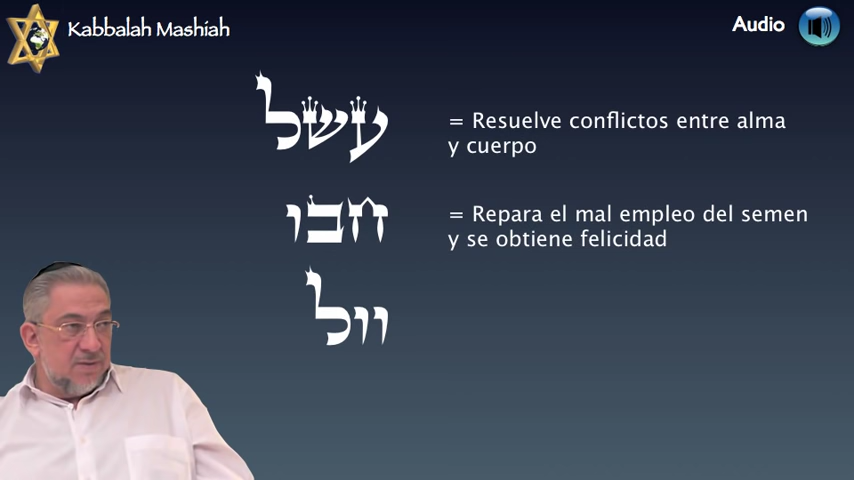 Kabbalah Mashiah
Audio
עשל
= Resuelve conflictos entre alma
y cuerpo
חבו
= Repara el mal empleo del semen
y se obtiene felicidad
וול